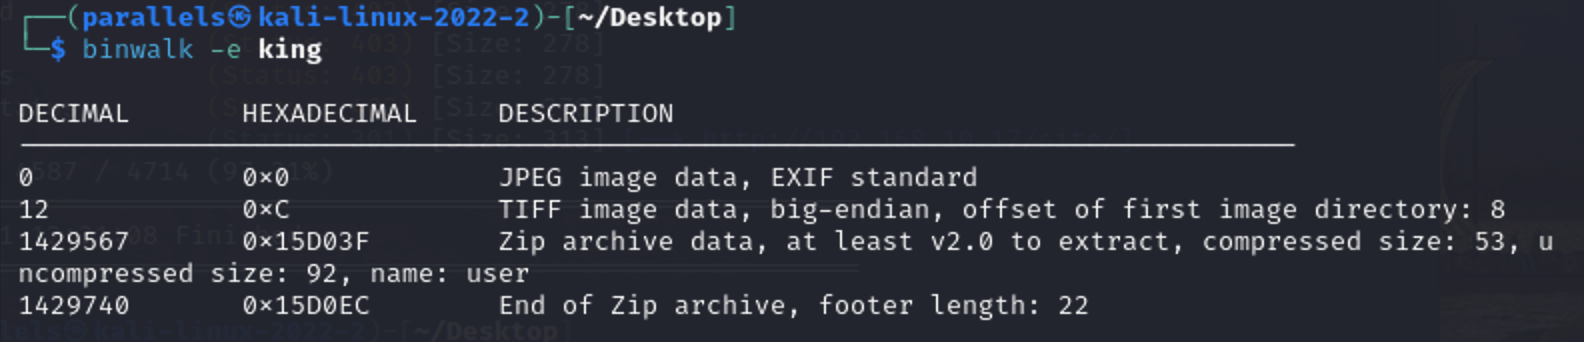 ┌──(parallels㉿kali-linux-2022-2)-[~/Desktop]
└─$ binwalk -e king
DECIMAL       HEXADECIMAL     DESCRIPTION
0             0x0             JPEG image data, EXIF standard
12            0xC             TIFF image data, big-endian, offset of first image directory: 8
1429567       0x15D03F        Zip archive data, at least v2.0 to extract, compressed size: 53, u
ncompressed size: 92, name: user
1429740       0x15D0EC        End of Zip archive, footer length: 22